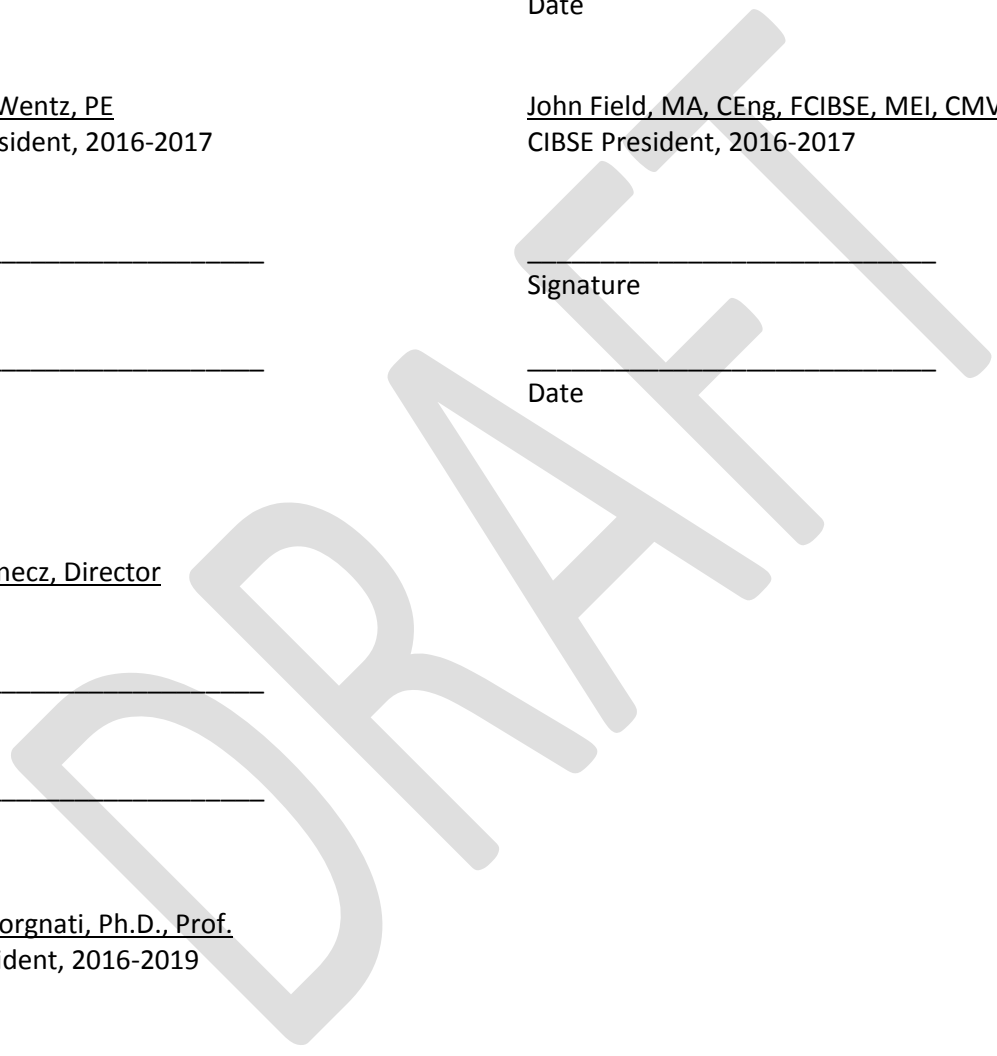 Date
Wentz, PE
sident, 2016-2017
John Field, MA, CEng, FCIBSE, MEI, CMV
CIBSE President, 2016-2017
Signature
Date
necz, Director
orgnati, Ph.D., Prof.
ident, 2016-2019
DRAFT